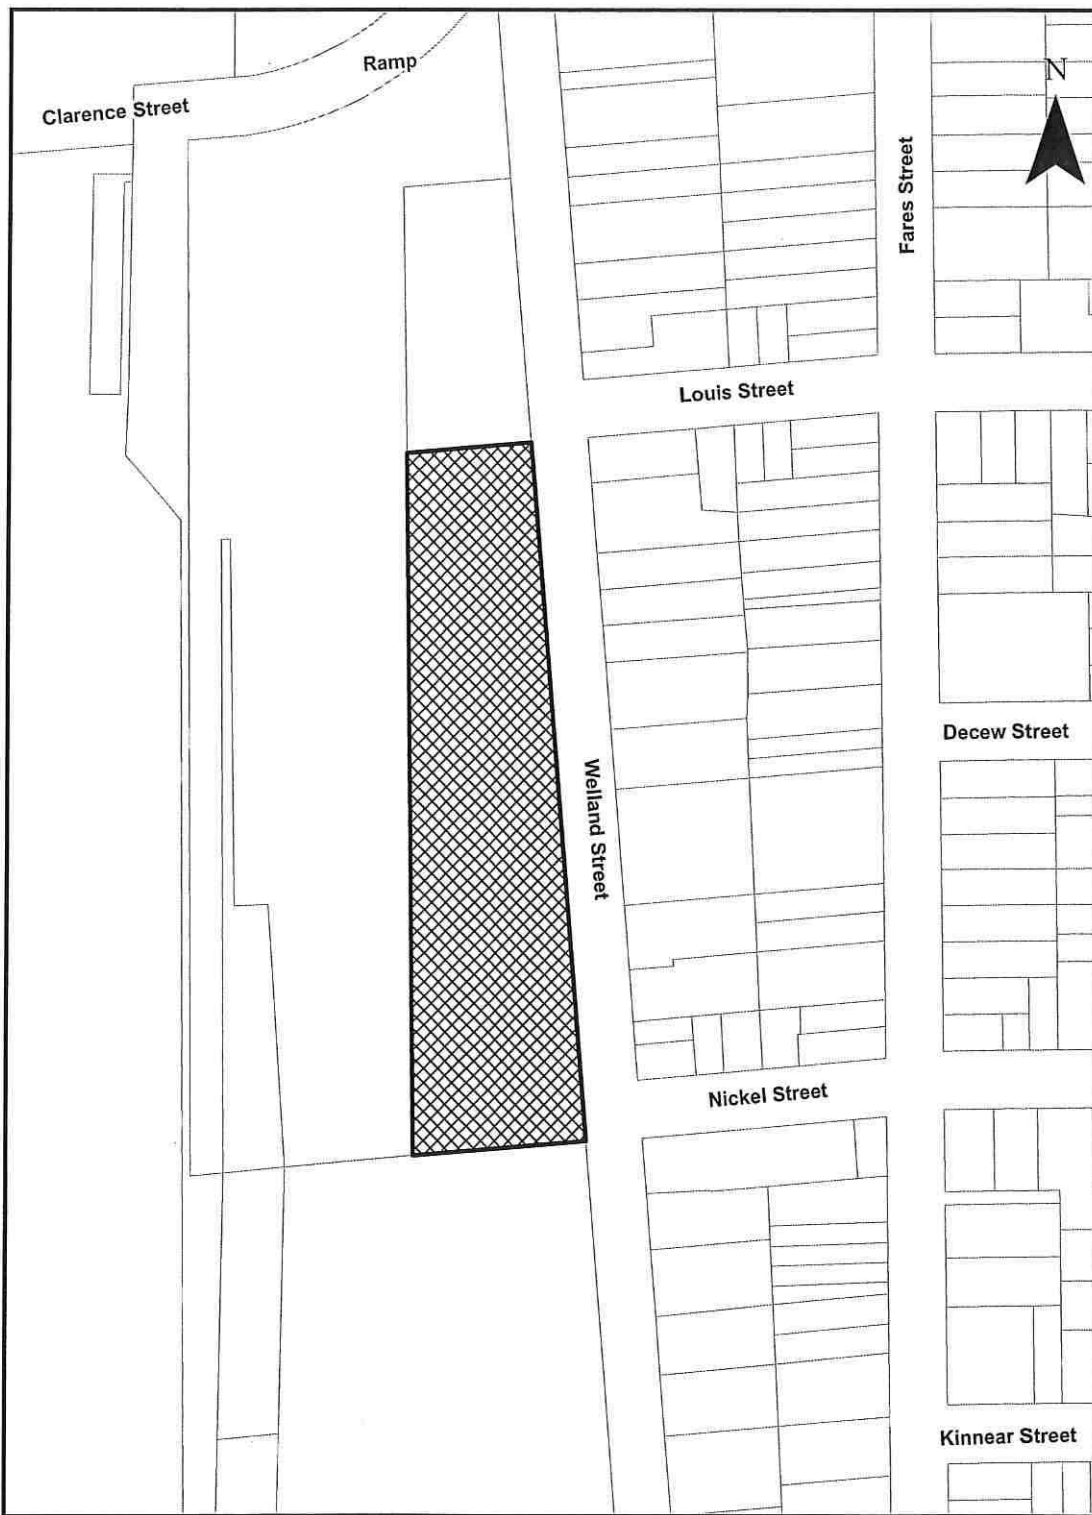 Ramp
Clarence Street
N
Fares Street
Louis Street
Decew Street
Welland Street
Nickel Street
Kinnear Street